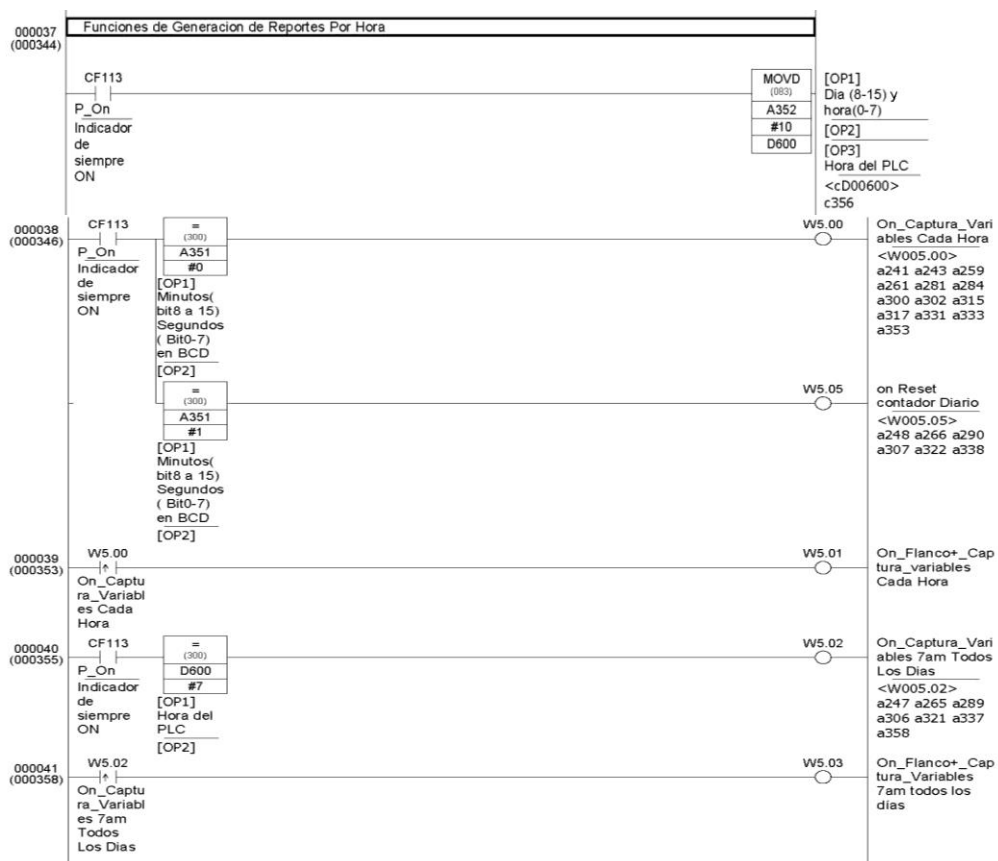 000037
(000344)
Funciones de Generacion de Reportes Por Hora
CF113
P_On
Indicador
de
siempre
ON
MOVD
(083)
A352
#10
D600
[OP1]
Dia (8-15) y
hora(0-7)
[OP2]
[OP3]
Hora del PLC
<cD00600>
c356
000038
(000346)
CF113
P_On
Indicador
de
siempre
ON
=
(300)
A351
#0
[OP1]
Minutos(
bit8 a 15)
Segundos
( Bit0-7)
en BCD
[OP2]
W5.00
On_Captura_Vari
ables Cada Hora
<W005.00>
a241 a243 a259
a261 a281 a284
a300 a302 a315
a317 a331 a333
a353
=
(300)
A351
#1
[OP1]
Minutos(
bit8 a 15)
Segundos
( Bit0-7)
en BCD
[OP2]
W5.05
on Reset
contador Diario
<W005.05>
a248 a266 a290
a307 a322 a338
000039
(000353)
W5.00
On_Captu
ra_Variabl
es Cada
Hora
W5.01
On_Flanco+_Cap
tura_variables
Cada Hora
000040
(000355)
CF113
P_On
Indicador
de
siempre
ON
=
(300)
D600
#7
[OP1]
Hora del
PLC
[OP2]
W5.02
On_Captura_Vari
ables 7am Todos
Los Dias
<W005.02>
a247 a265 a289
a306 a321 a337
a358
000041
(000358)
W5.02
On_Captu
ra_Variabl
es 7am
Todos
Los Dias
W5.03
On_Flanco+_Cap
tura_Variables
7am todos los
días